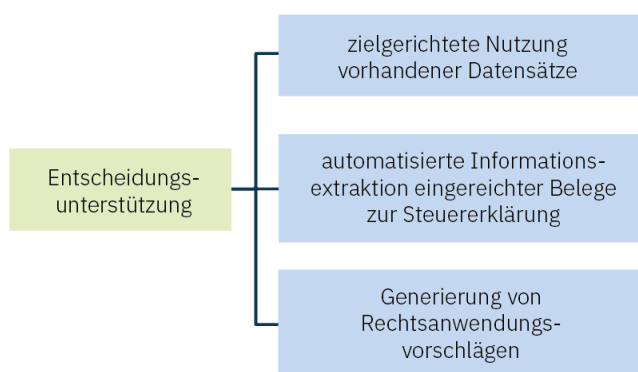 Entscheidungs-
unterstützung
zielgerichtete Nutzung
vorhandener Datensätze
automatisierte Informations-
extraktion eingereichter Belege
zur Steuererklärung
Generierung von
Rechtsanwendungs-
vorschlägen